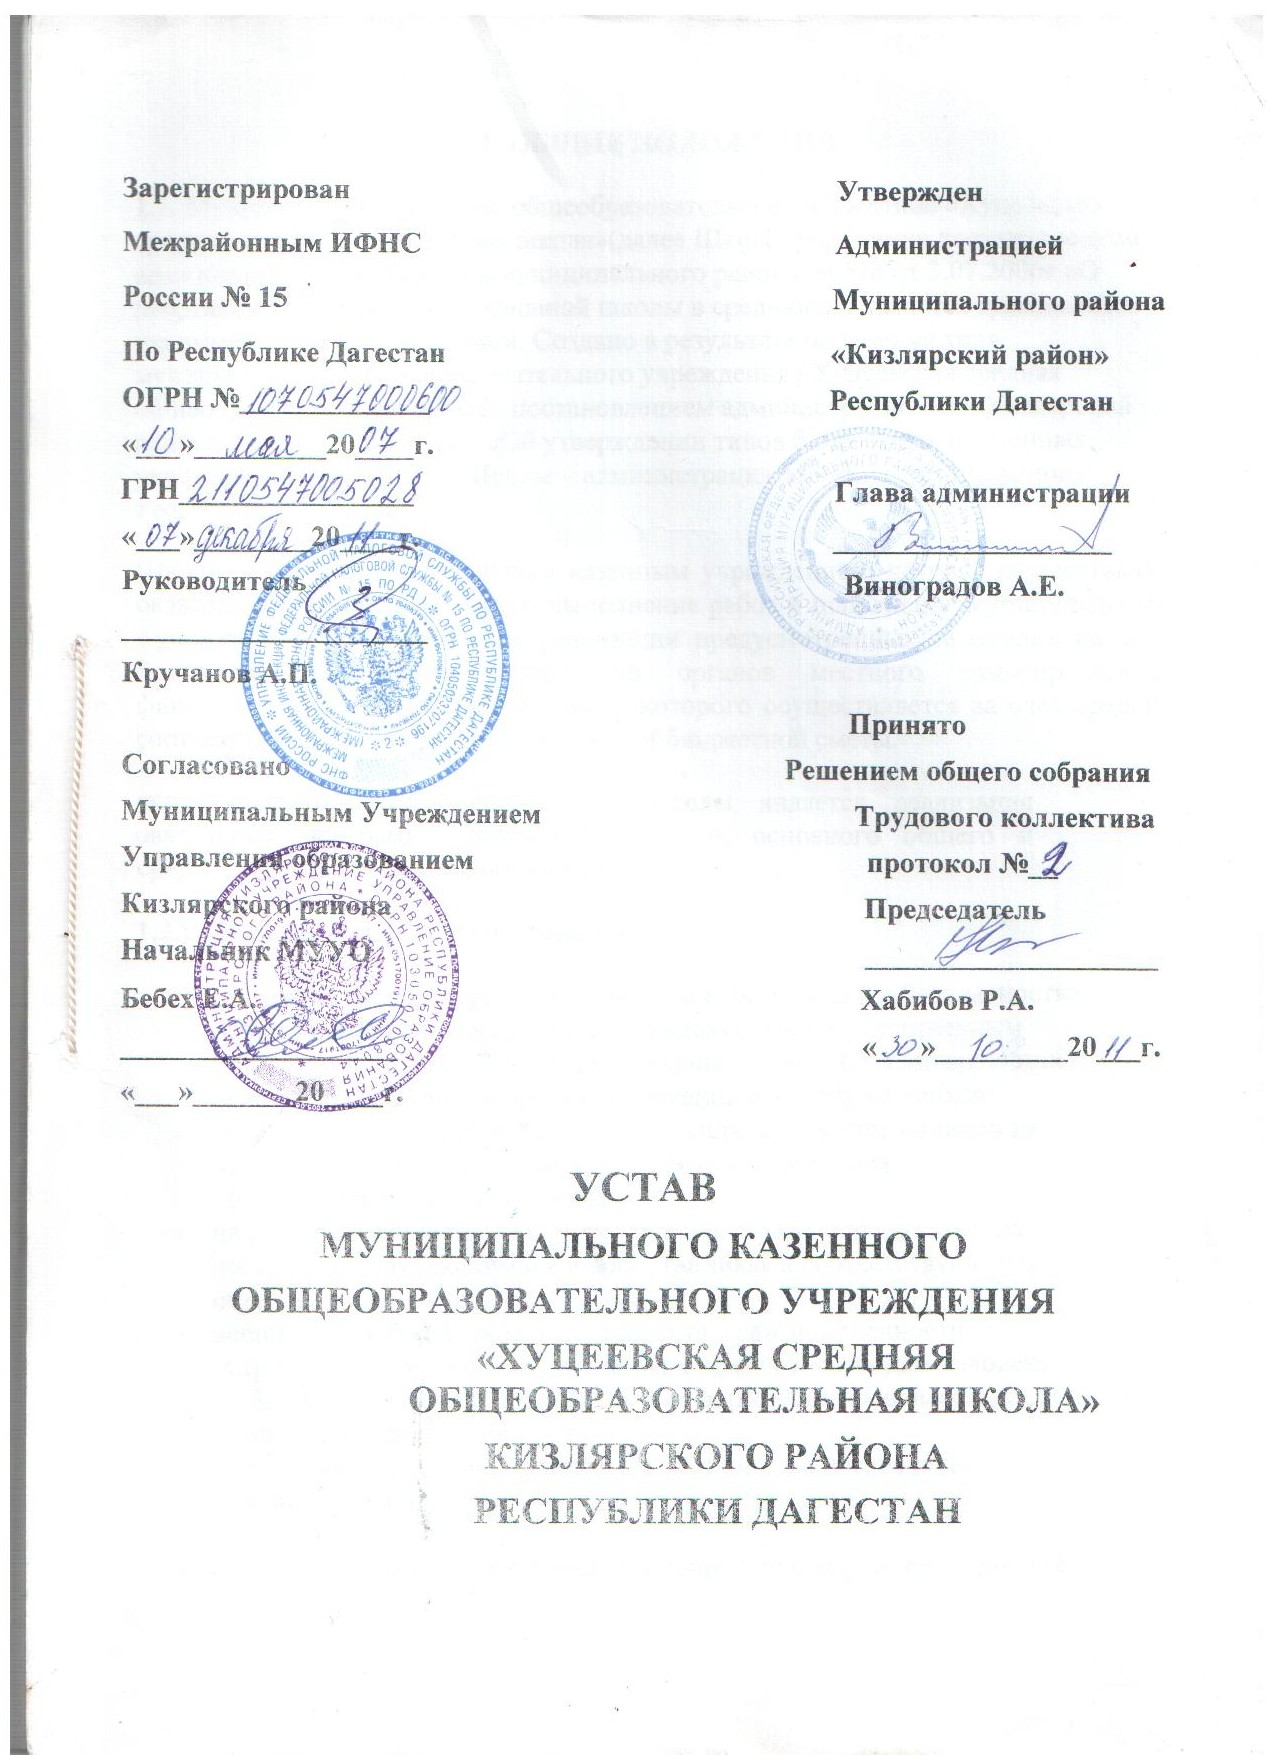 Зарегистрирован
Межрайонным ИФНС
России № 15
По Республике Дагестан
ОГРН № 1070547000600
«10» мая 2007 г.
ГРН 2110547005028
«07» декабря 2011 г.
Руководитель
Кручанов А.П.
Согласовано
Муниципальным Учреждением
Управления образованием
Кизлярского района
Начальник МУУО
Бебех Е.А.
«___»_______20____г.
Утвержден
Администрацией
Муниципального района
«Кизлярский район»
Республики Дагестан
Глава администрации
Виноградов А.Е.
Принято
Решением общего собрания
Трудового коллектива
протокол № 2
Председатель
Хабибов Р.А.
«30» 10. 2011 г.
УСТАВ
МУНИЦИПАЛЬНОГО КАЗЕННОГО
ОБЩЕОБРАЗОВАТЕЛЬНОГО УЧРЕЖДЕНИЯ
«ХУЦЕЕВСКАЯ СРЕДНЯЯ
ОБЩЕОБРАЗОВАТЕЛЬНАЯ ШКОЛА»
КИЗЛЯРСКОГО РАЙОНА
РЕСПУБЛИКИ ДАГЕСТАН